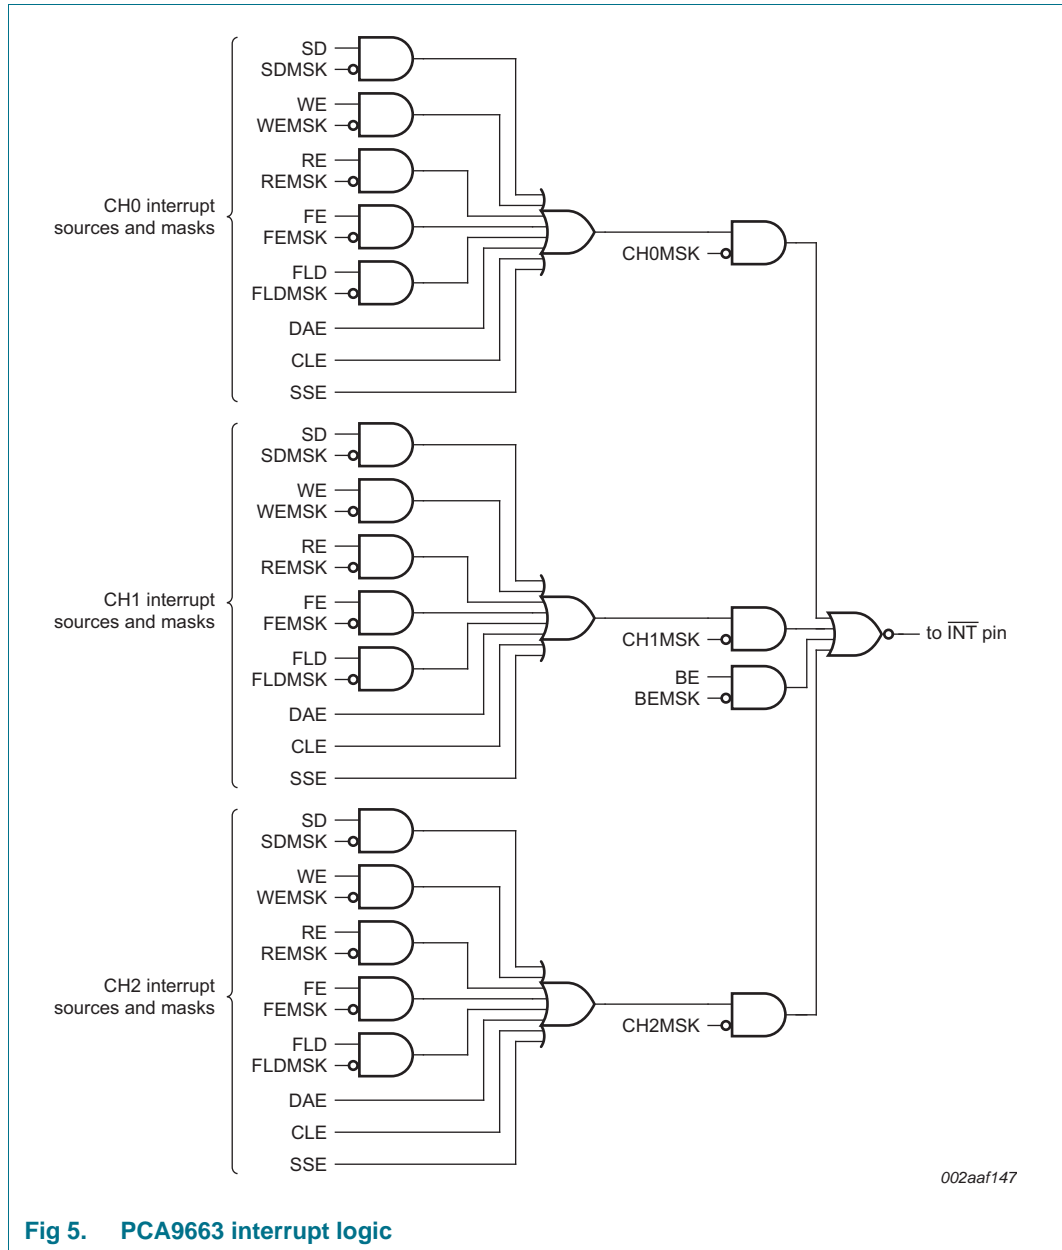 SD
SDMSK
WE
WEMSK
RE
REMSK
CH0 interrupt
sources and masks
FE
FEMSK
CH0MSK
FLD
FLDMSK
DAE
CLE
SSE
SD
SDMSK
WE
WEMSK
RE
REMSK
CH1 interrupt
sources and masks
FE
FEMSK
CH1MSK
to INT pin
FLD
FLDMSK
BE
BEMSK
DAE
CLE
SSE
SD
SDMSK
WE
WEMSK
RE
REMSK
CH2 interrupt
sources and masks
FE
FEMSK
CH2MSK
FLD
FLDMSK
DAE
CLE
SSE
002aaf147
Fig 5. PCA9663 interrupt logic